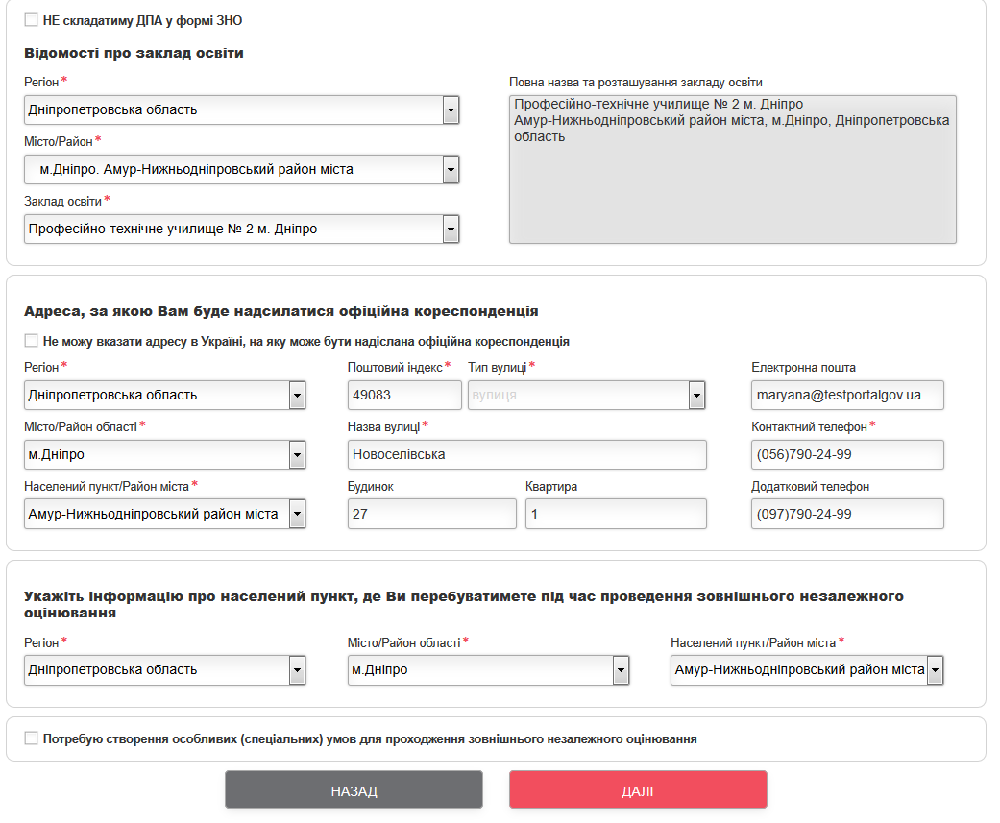 НЕ складатиму ДПА у формі ЗНО
Відомості про заклад освіти
Регіон *
Дніпропетровська область
Місто/Район *
м.Дніпро. Амур-Нижньодніпровський район міста
Заклад освіти *
Професійно-технічне училище № 2 м. Дніпро
Повна назва та розташування закладу освіти
Професійно-технічне училище № 2 м. Дніпро
Амур-Нижньодніпровський район міста, м.Дніпро, Дніпропетровська
область
Адреса, за якою Вам буде надсилатися офіційна кореспонденція
Не можу вказати адресу в Україні, на яку може бути надіслана офіційна кореспонденція
Регіон * Поштовий індекс * Тип вулиці * Електронна пошта
Дніпропетровська область 49083 вулиця maryana@testportalgov.ua
Місто/Район області * Назва вулиці * Контактний телефон *
м.Дніпро Новоселівська (056)790-24-99
Населений пункт/Район міста * Будинок Квартира Додатковий телефон
Амур-Нижньодніпровський район міста 27 1 (097)790-24-99
Укажіть інформацію про населений пункт, де Ви перебуватимете під час проведення зовнішнього незалежного
оцінювання
Регіон * Місто/Район області * Населений пункт/Район міста *
Дніпропетровська область м.Дніпро Амур-Нижньодніпровський район міста
Потребую створення особливих (спеціальних) умов для проходження зовнішнього незалежного оцінювання
НАЗАД ДАЛІ